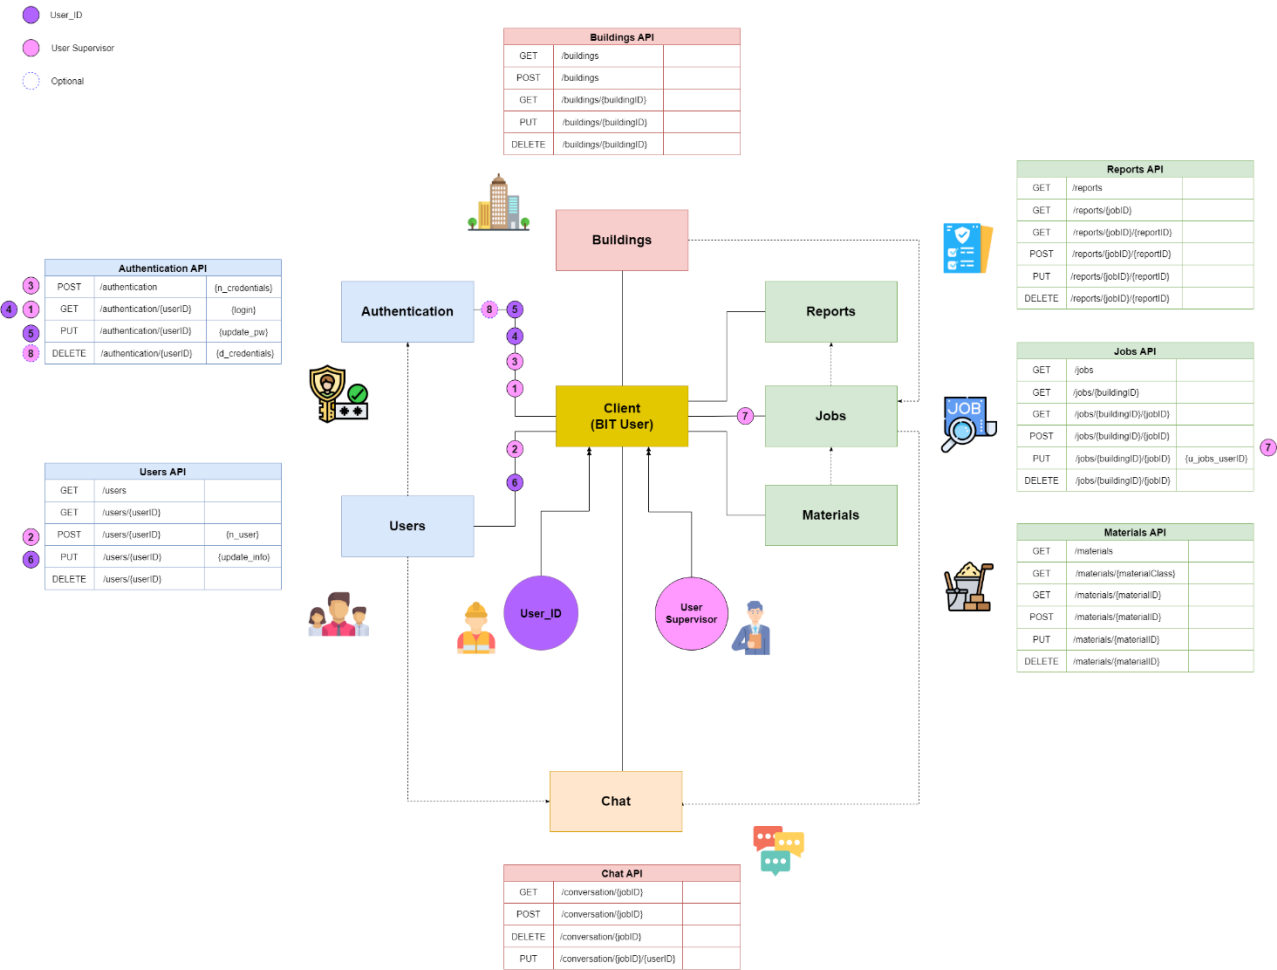 User_ID
User Supervisor
Optional
Buildings API
GET /buildings
POST /buildings
GET /buildings/{buildingID}
PUT /buildings/{buildingID}
DELETE /buildings/{buildingID}
Reports API
GET /reports
GET /reports/{jobID}
GET /reports/{jobID}/{reportID}
POST /reports/{jobID}/{reportID}
PUT /reports/{jobID}/{reportID}
DELETE /reports/{jobID}/{reportID}
Buildings
Authentication API
3 POST /authentication {n_credentials}
4 1 GET /authentication/{userID} {login}
5 PUT /authentication/{userID} {update_pw}
8 DELETE /authentication/{userID} {d_credentials}
Authentication
8 5
4
3
1
Reports
Jobs API
GET /jobs
GET /jobs/{buildingID}
GET /jobs/{buildingID}/{jobID}
POST /jobs/{buildingID}/{jobID}
PUT /jobs/{buildingID}/{jobID} {u_jobs_userID} 7
DELETE /jobs/{buildingID}/{jobID}
JOB
Client
(BIT User)
7
Jobs
2
6
Users API
GET /users
GET /users/{userID}
2 POST /users/{userID} {n_user}
6 PUT /users/{userID} {update_info}
DELETE /users/{userID}
Users
Materials
Materials API
GET /materials
GET /materials/{materialClass}
GET /materials/{materialID}
POST /materials/{materialID}
PUT /materials/{materialID}
DELETE /materials/{materialID}
User_ID
User
Supervisor
Chat
Chat API
GET /conversation/{jobID}
POST /conversation/{jobID}
DELETE /conversation/{jobID}
PUT /conversation/{jobID}/{userID}